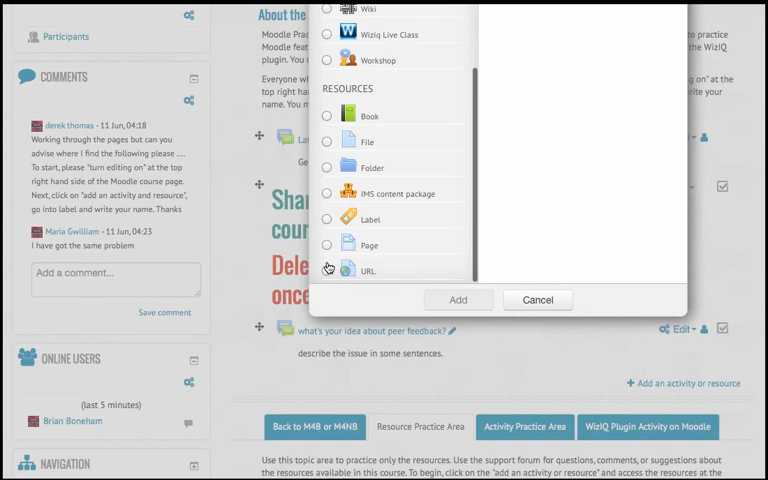 Participants
COMMENTS
derek thomas - 11 Jun, 04:18
Working through the pages but can you
advise where I find the following please ....
To start, please "turn editing on" at the top
right hand side of the Moodle course page.
Next, click on "add an activity and resource",
go into label and write your name. Thanks
Maria Gwilliam - 11 Jun, 04:23
I have got the same problem
Add a comment...
Save comment
ONLINE USERS
(last 5 minutes)
Brian Boneham
NAVIGATION
About the
Moodle Prac
Moodle feat
plugin. You c
Everyone wh
top right han
name. You m
to practice
the WizIQ
ng on" at the
rite your
Wiki
Wiziq Live Class
Workshop
RESOURCES
Book
File
Folder
IMS content package
Label
Page
URL
Add
Cancel
Ge
Shar
cour
Dele
once
what's your idea about peer feedback?
Edit
describe the issue in some sentences.
+ Add an activity or resource
Back to M4B or M4NB
Resource Practice Area
Activity Practice Area
WizIQ Plugin Activity on Moodle
Use this topic area to practice only the resources. Use the support forum for questions, comments, or suggestions about
the resources available in this course. To begin, click on the "add an activity or resource" and access the resources at the